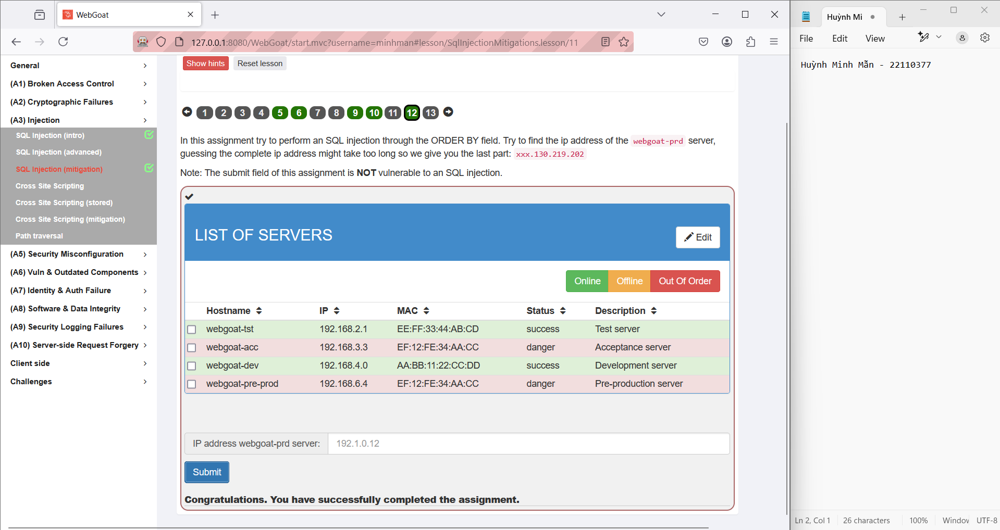 WebGoat
127.0.0.1:8080/WebGoat/start.mvc?username=minhman#lesson/SqlInjectionMitigations.lesson/11
General
(A1) Broken Access Control
(A2) Cryptographic Failures
(A3) Injection
SQL Injection (intro)
SQL Injection (advanced)
SQL Injection (mitigation)
Cross Site Scripting
Cross Site Scripting (stored)
Cross Site Scripting (mitigation)
Path traversal
(A5) Security Misconfiguration
(A6) Vuln & Outdated Components
(A7) Identity & Auth Failure
(A8) Software & Data Integrity
(A9) Security Logging Failures
(A10) Server-side Request Forgery
Client side
Challenges
Show hints Reset lesson
1 2 3 4 5 6 7 8 9 10 11 12 13
In this assignment try to perform an SQL injection through the ORDER BY field. Try to find the ip address of the webgoat-prd server,
guessing the complete ip address might take too long so we give you the last part: xxx.130.219.202
Note: The submit field of this assignment is NOT vulnerable to an SQL injection.
LIST OF SERVERS
Edit
Online Offline Out Of Order
Hostname IP MAC Status Description
webgoat-tst 192.168.2.1 EE:FF:33:44:AB:CD success Test server
webgoat-acc 192.168.3.3 EF:12:FE:34:AA:CC danger Acceptance server
webgoat-dev 192.168.4.0 AA:BB:11:22:CC:DD success Development server
webgoat-pre-prod 192.168.6.4 EF:12:FE:34:AA:CC danger Pre-production server
IP address webgoat-prd server: 192.1.0.12
Submit
Congratulations. You have successfully completed the assignment.
Huỳnh Mi
File Edit View
Huỳnh Minh Mẫn - 22110377
Ln 2, Col 1 26 characters 100% Window UTF-8